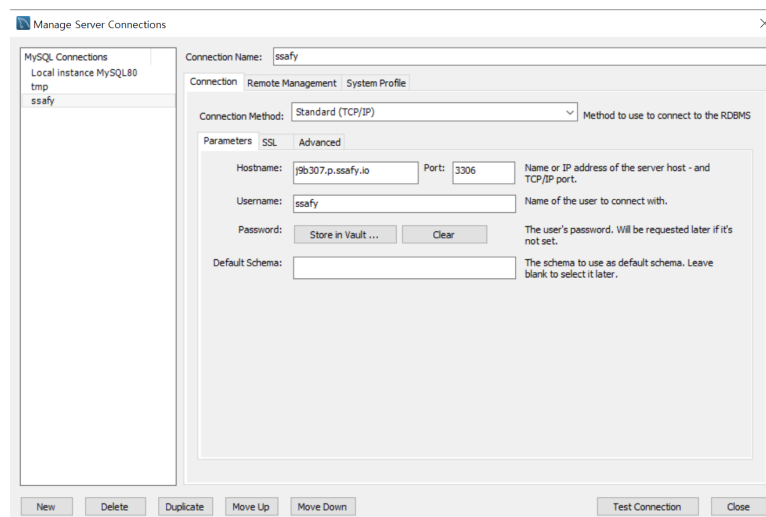 Manage Server Connections
MySQL Connections
Local instance MySQL80
tmp
ssafy
Connection Name: ssafy
Connection Remote Management System Profile
Connection Method: Standard (TCP/IP) Method to use to connect to the RDBMS
Parameters SSL Advanced
Hostname: j9b307.p.ssafy.io Port: 3306 Name or IP address of the server host - and
TCP/IP port.
Username: ssafy Name of the user to connect with.
Password: Store in Vault ... Clear The user's password. Will be requested later if it's
not set.
Default Schema: The schema to use as default schema. Leave
blank to select it later.
New Delete Duplicate Move Up Move Down Test Connection Close